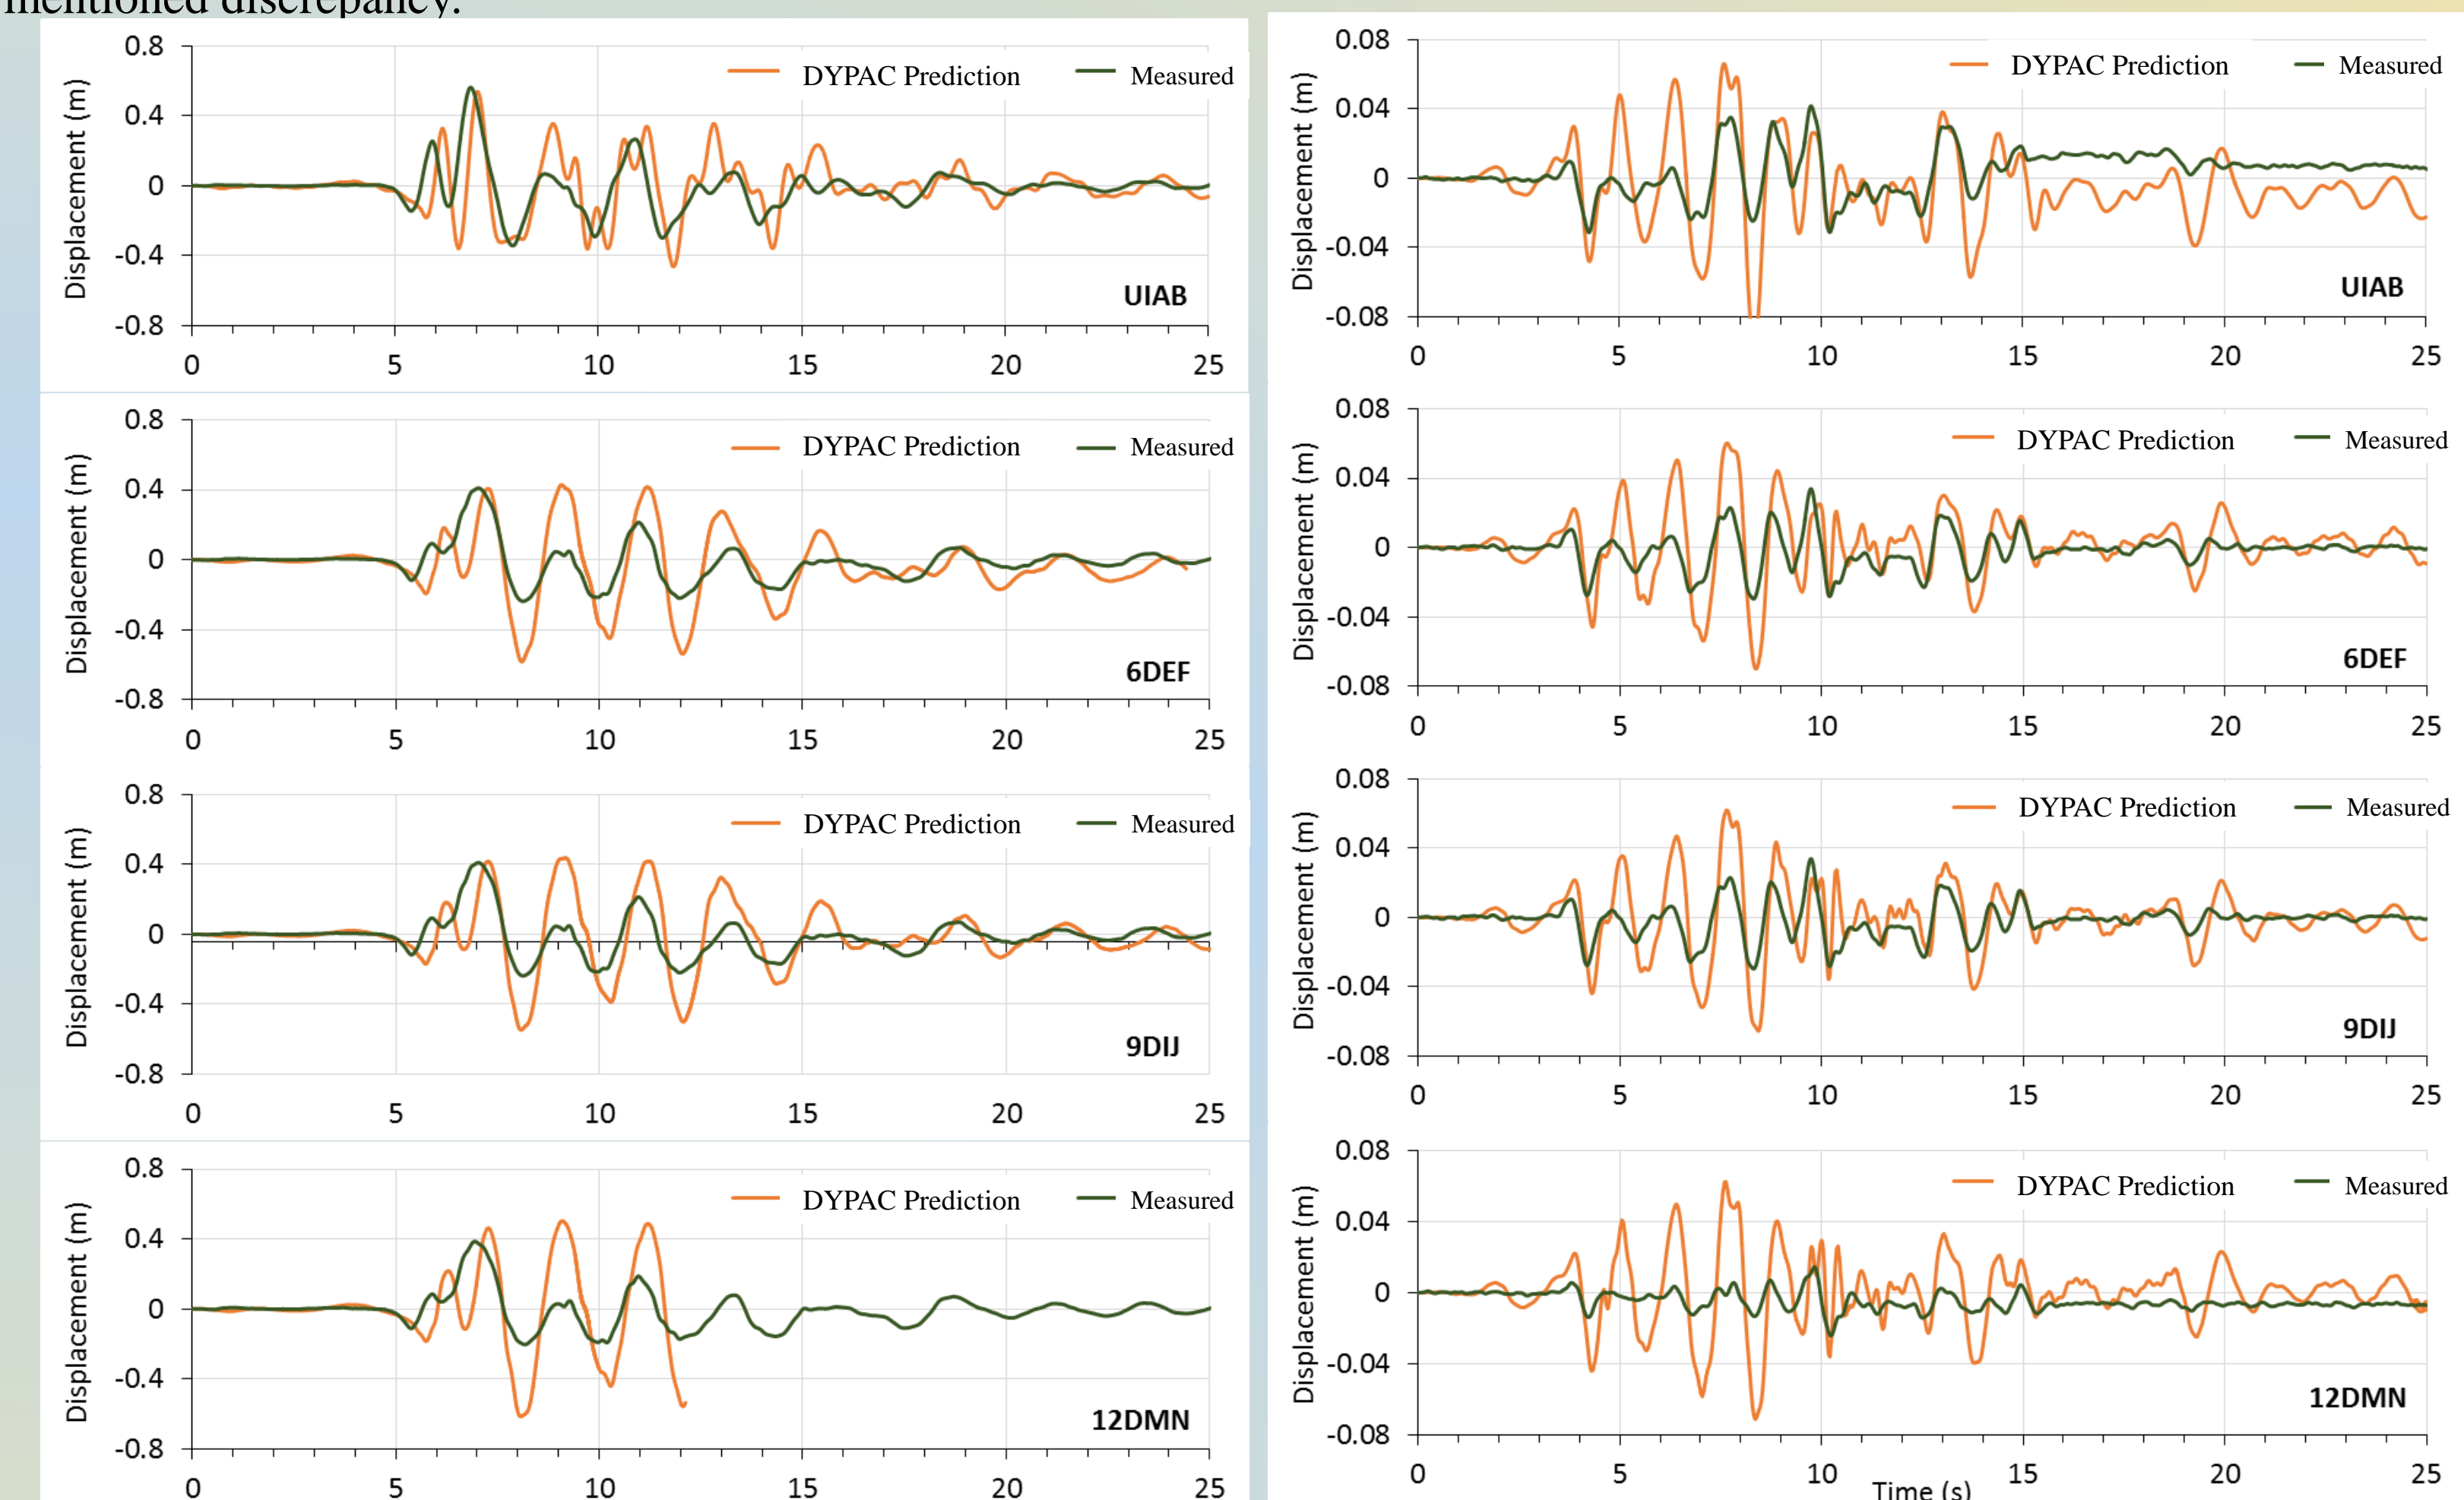 mentioned discrepancy.
0.8
0.4
0
-0.4
-0.8
Displacement (m)
DYPAC Prediction Measured
UIAB
0 5 10 15 20 25
0.8
0.4
0
-0.4
-0.8
Displacement (m)
DYPAC Prediction Measured
6DEF
0 5 10 15 20 25
0.8
0.4
0
-0.4
-0.8
Displacement (m)
DYPAC Prediction Measured
9DIJ
0 5 10 15 20 25
0.8
0.4
0
-0.4
-0.8
Displacement (m)
DYPAC Prediction Measured
12DMN
0 5 10 15 20 25
0.08
0.04
0
-0.04
-0.08
Displacement (m)
DYPAC Prediction Measured
UIAB
0 5 10 15 20 25
0.08
0.04
0
-0.04
-0.08
Displacement (m)
DYPAC Prediction Measured
6DEF
0 5 10 15 20 25
0.08
0.04
0
-0.04
-0.08
Displacement (m)
DYPAC Prediction Measured
9DIJ
0 5 10 15 20 25
0.08
0.04
0
-0.04
-0.08
Displacement (m)
DYPAC Prediction Measured
12DMN
0 5 10 15 20 25
Time (s)